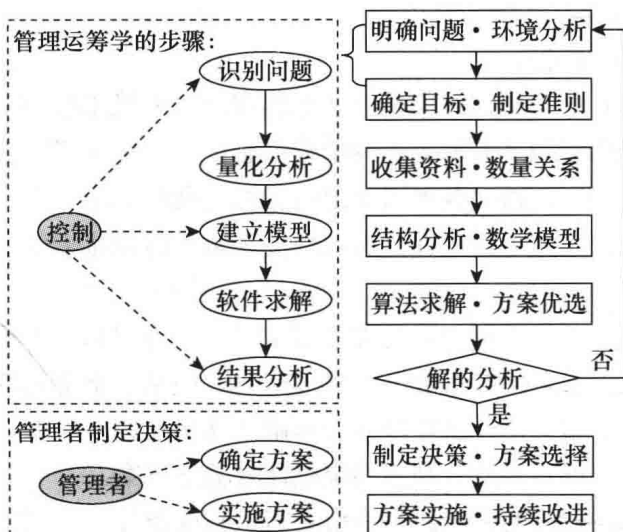 管理运筹学的步骤：
识别问题
量化分析
控制
建立模型
软件求解
结果分析
管理者制定决策：
确定方案
管理者
实施方案
明确问题·环境分析
确定目标·制定准则
收集资料·数量关系
结构分析·数学模型
算法求解·方案优选
解的分析
否
是
制定决策·方案选择
方案实施·持续改进